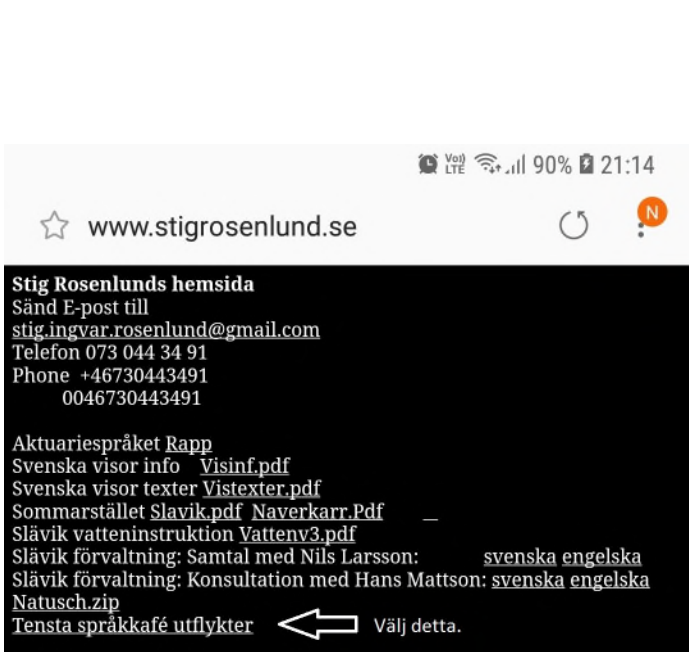 Vo)) LTE 90% 21:14
www.stigrosenlund.se N
Stig Rosenlunds hemsida
Sänd E-post till
stig.ingvar.rosenlund@gmail.com
Telefon 073 044 34 91
Phone +46730443491
0046730443491
Aktuariespråket Rapp
Svenska visor info Visinf.pdf
Svenska visor texter Vistexter.pdf
Sommarstället Slavik.pdf Naverkarr.Pdf
Slävik vatteninstruktion Vattenv3.pdf
Slävik förvaltning: Samtal med Nils Larsson: svenska engelska
Slävik förvaltning: Konsultation med Hans Mattson: svenska engelska
Natusch.zip
Tensta språkkafé utflykter Välj detta.